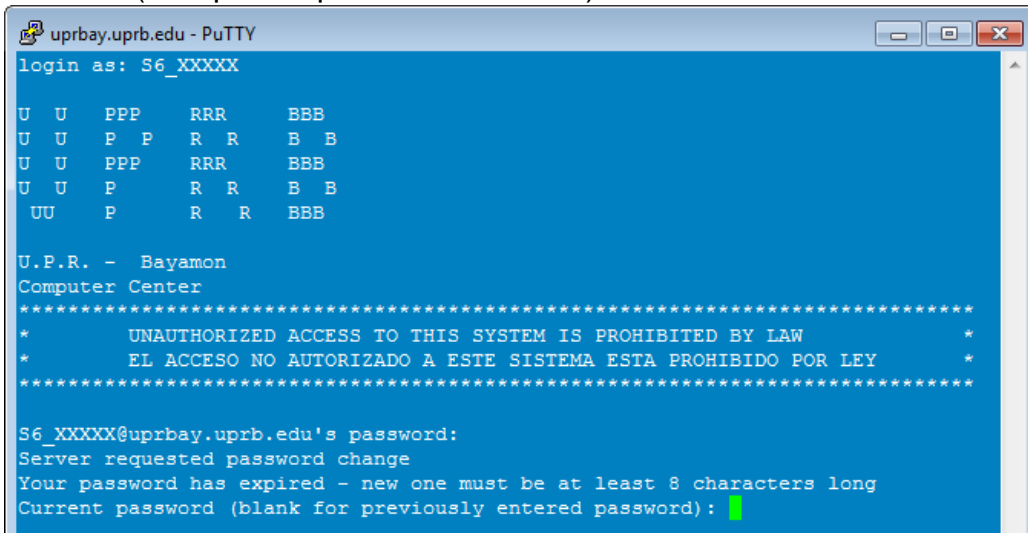 uprbay.uprb.edu - PuTTY
login as: S6_XXXXX
U  U   PPP    RRR     BBB
U  U   P  P   R  R    B  B
U  U   PPP    RRR     BBB
U  U   P      R  R    B  B
 UU    P      R   R   BBB
U.P.R. -  Bayamon
Computer Center
*****************************************************************************
*         UNAUTHORIZED ACCESS TO THIS SYSTEM IS PROHIBITED BY LAW             *
*         EL ACCESO NO AUTORIZADO A ESTE SISTEMA ESTA PROHIBIDO POR LEY       *
*****************************************************************************
S6_XXXXX@uprbay.uprb.edu's password:
Server requested password change
Your password has expired - new one must be at least 8 characters long
Current password (blank for previously entered password):